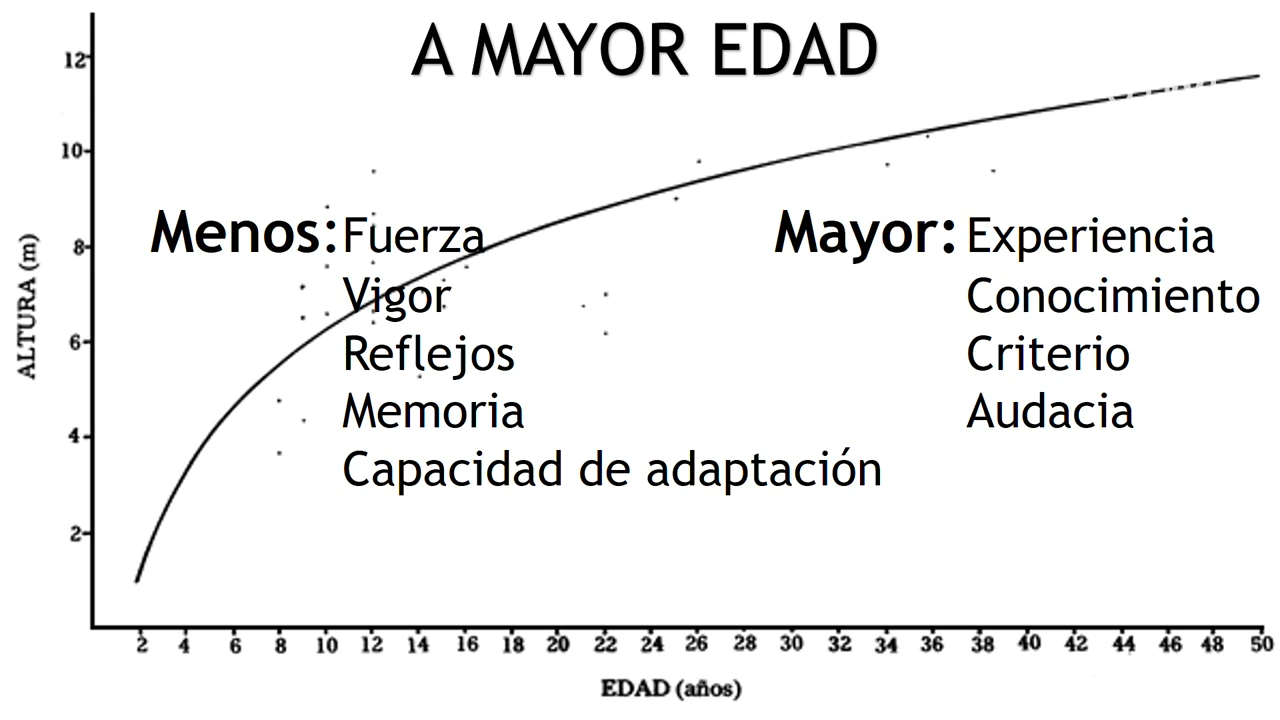 A MAYOR EDAD
12
10
8
6
4
2
ALTURA (m)
Menos: Fuerza
Vigor
Reflejos
Memoria
Capacidad de adaptación
Mayor: Experiencia
Conocimiento
Criterio
Audacia
2 4 6 8 10 12 14 16 18 20 22 24 26 28 30 32 34 36 38 40 42 44 46 48 50
EDAD (años)